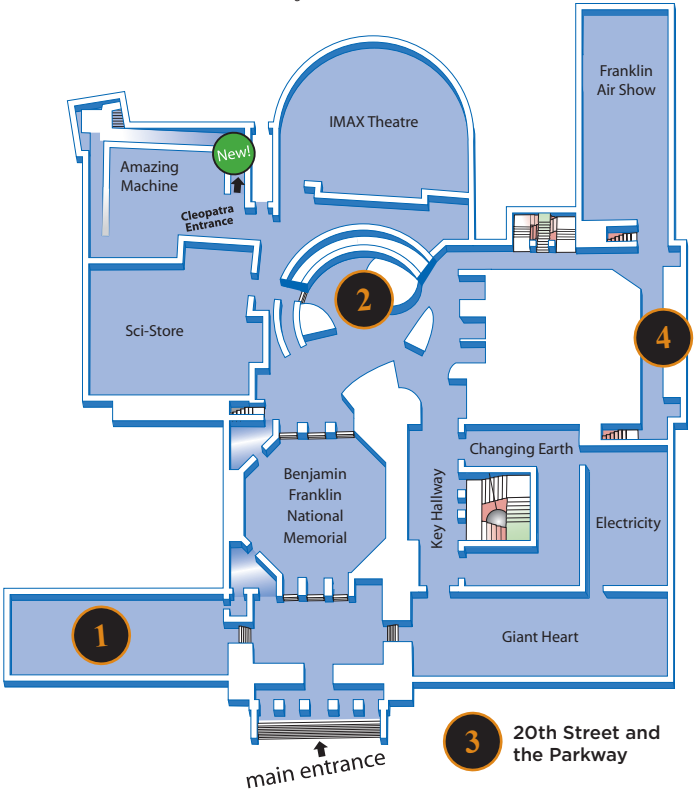 Franklin
Air Show
IMAX Theatre
New!
Amazing
Machine
Cleopatra
Entrance
2
Sci-Store
4
Changing Earth
Benjamin
Franklin
National
Memorial
Key Hallway
Electricity
1
Giant Heart
3
20th Street and
the Parkway
main entrance